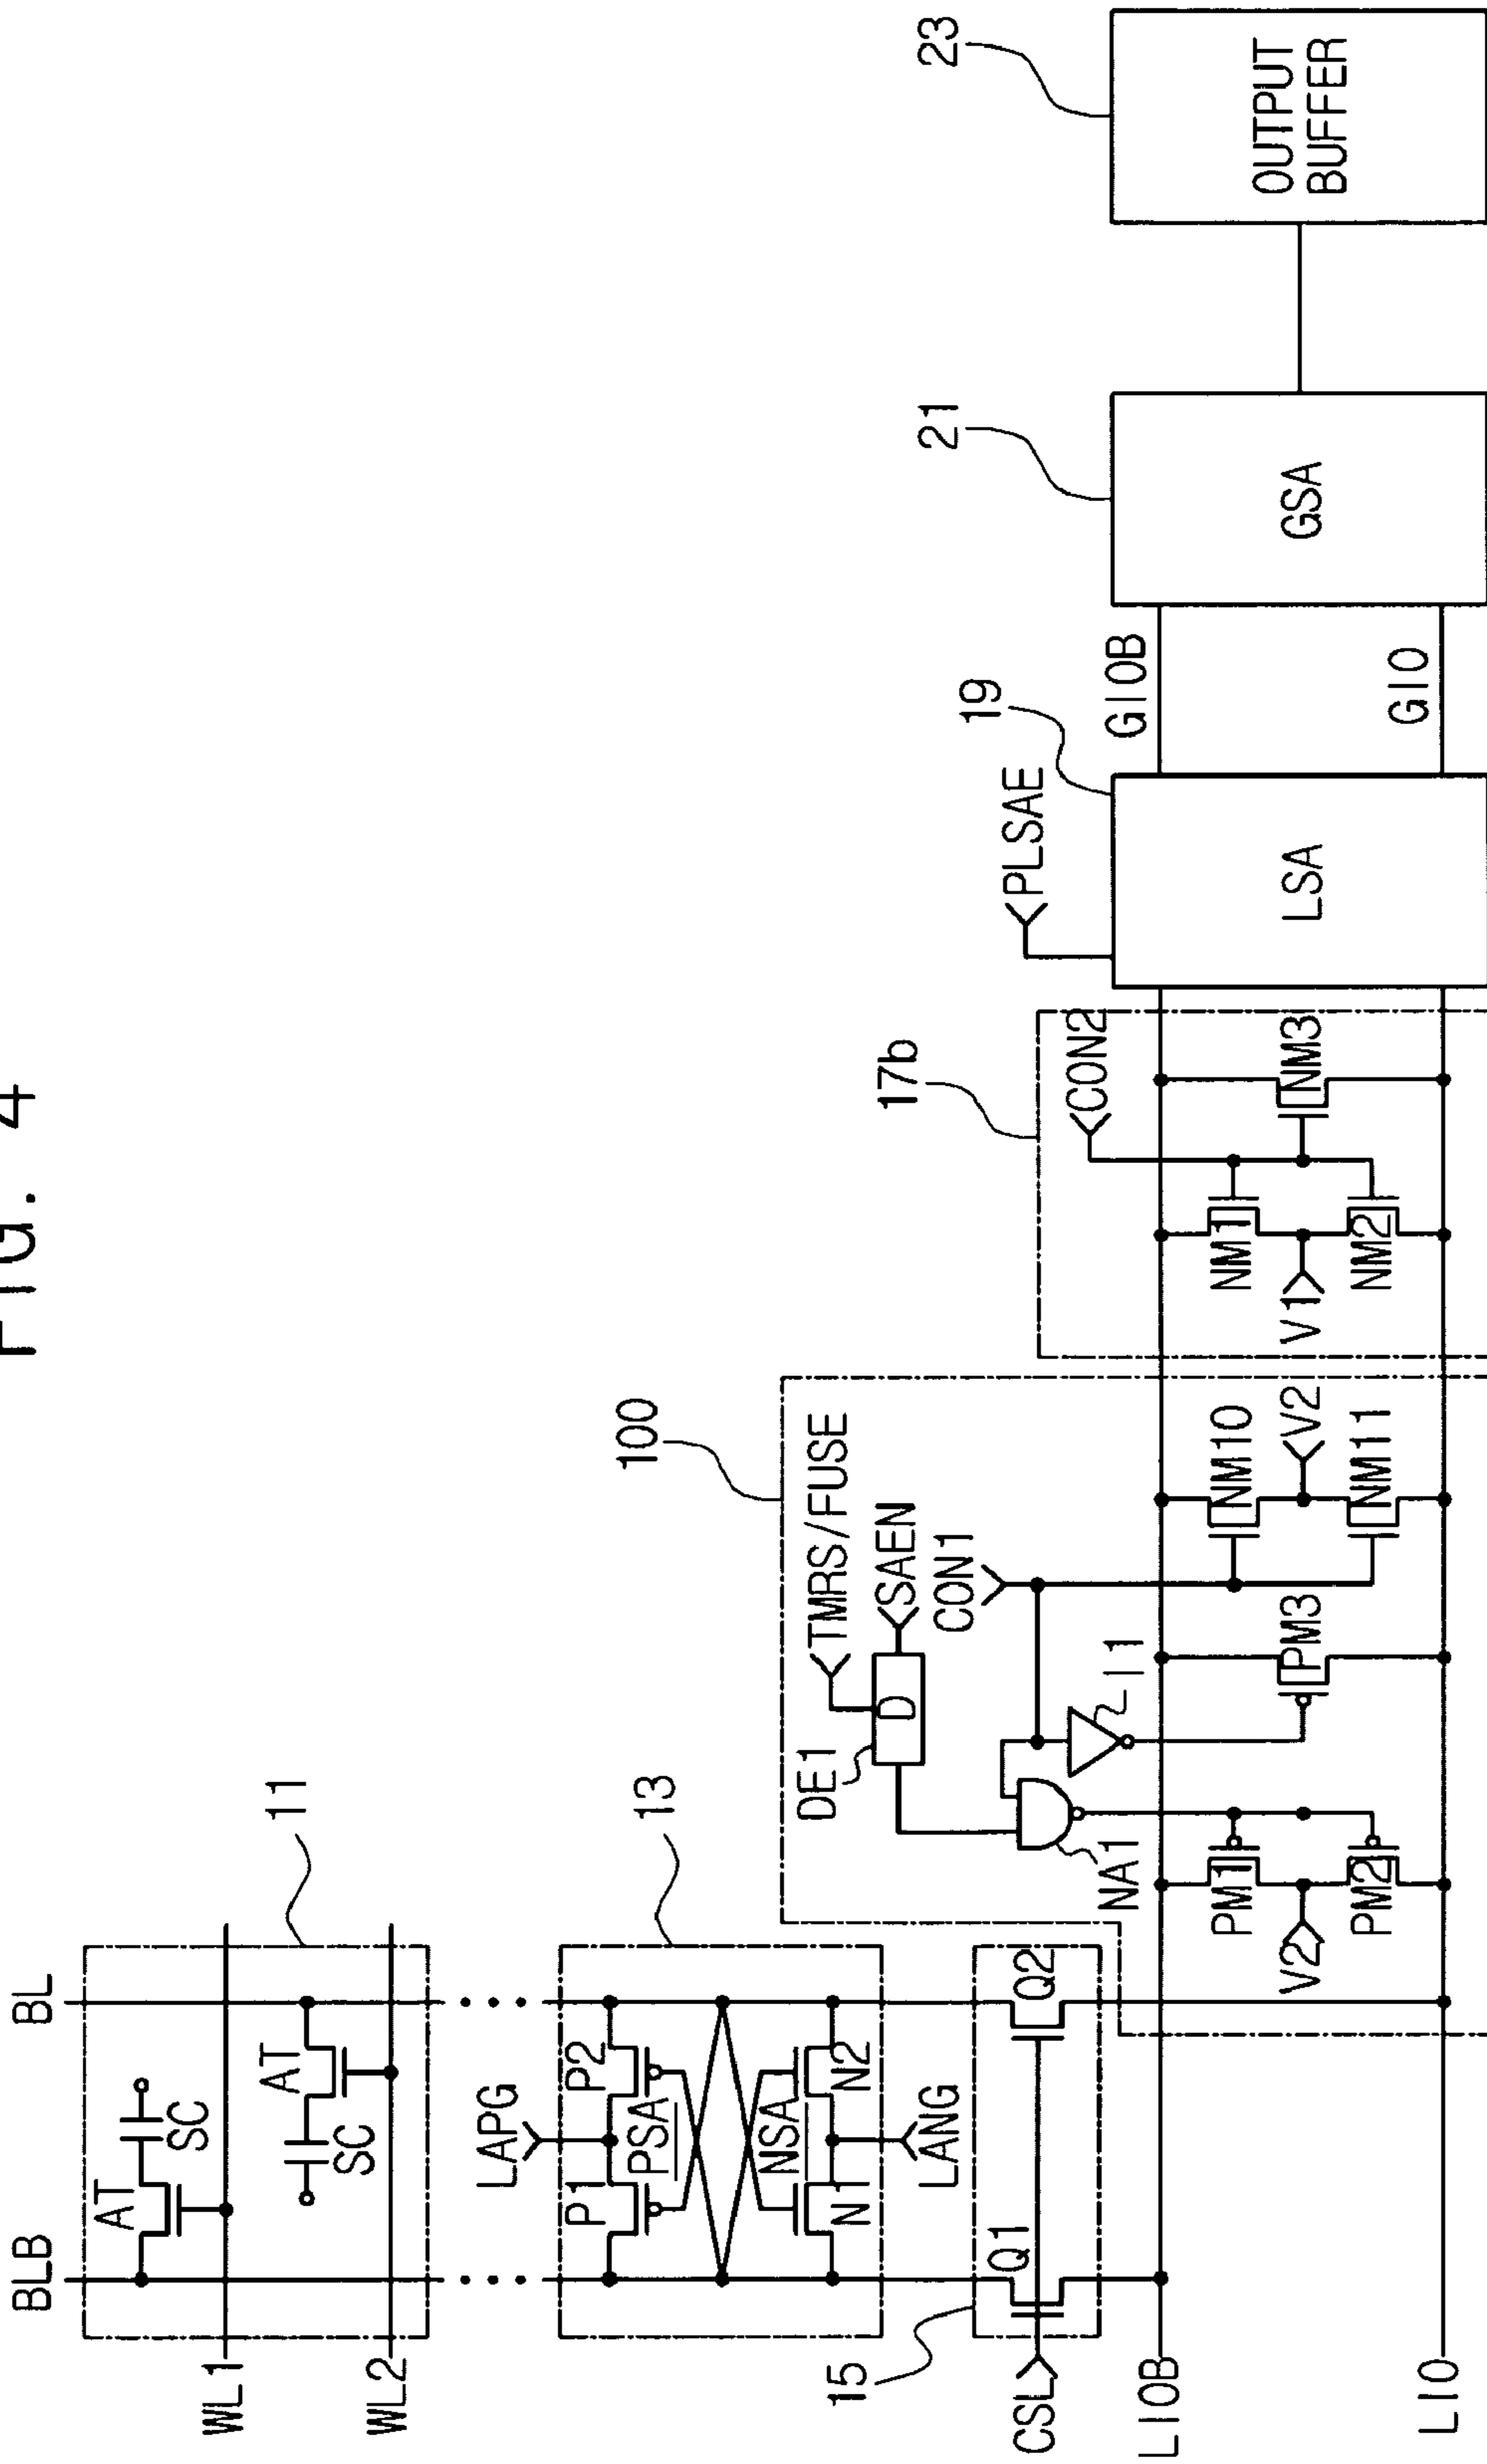 FIG. 4
BLB
BL
11
AT
SC
AT
SC
WL1
WL2
LAPG
13
P1
P2
PSA
NSA
N1
N2
LANG
15
Q1
Q2
CSL
100
TMRS/FUSE
DE1
D
SAEN
CON1
NA1
I1
LIOB
PM1
V2
PM2
PM3
NM10
V2
NM11
LIO
17b
CON2
NM1
V1
NM2
NM3
PLSAE
19
LSA
GIOB
GIO
21
GSA
23
OUTPUT
BUFFER